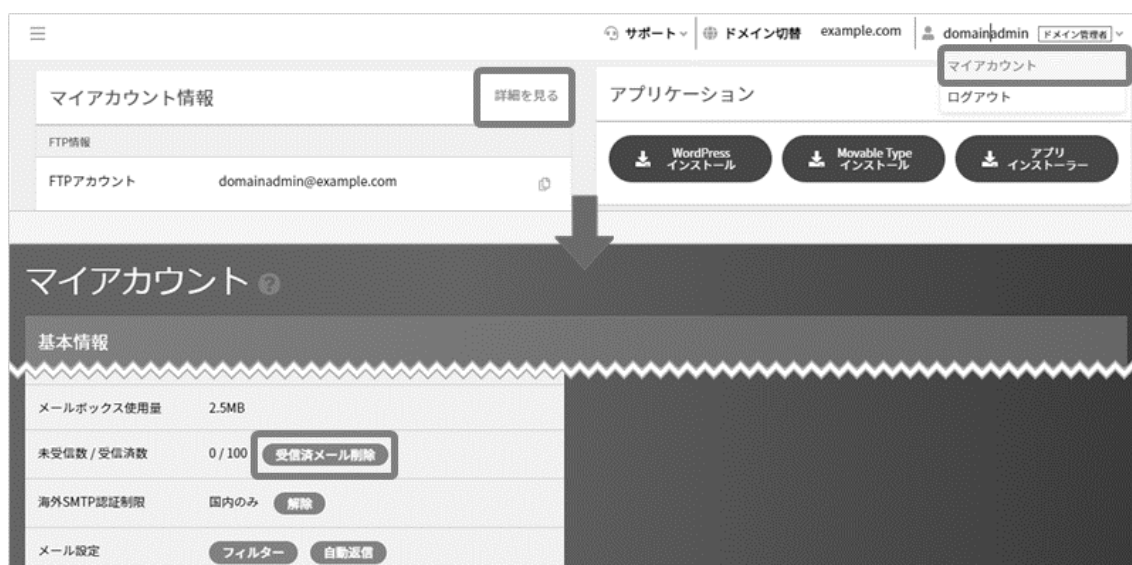 サポート ドメイン切替 example.com domainadmin ドメイン管理者
マイアカウント
ログアウト
マイアカウント情報 詳細を見る
FTP情報
FTPアカウント domainadmin@example.com
アプリケーション
WordPress
インストール
Movable Type
インストール
アプリ
インストーラー
マイアカウント ?
基本情報
メールボックス使用量 2.5MB
未受信数 / 受信済数 0 / 100 受信済メール削除
海外SMTP認証制限 国内のみ 解除
メール設定 フィルター 自動返信